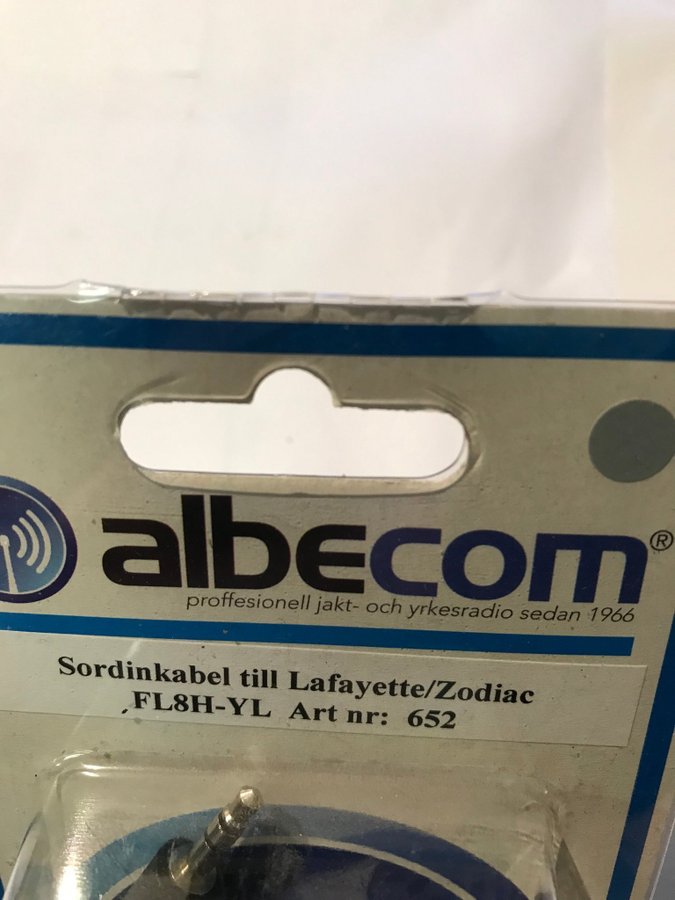 albecom®
proffesionell jakt- och yrkesradio sedan 1966
Sordinkabel till Lafayette/Zodiac
FL8H-YL Art nr: 652